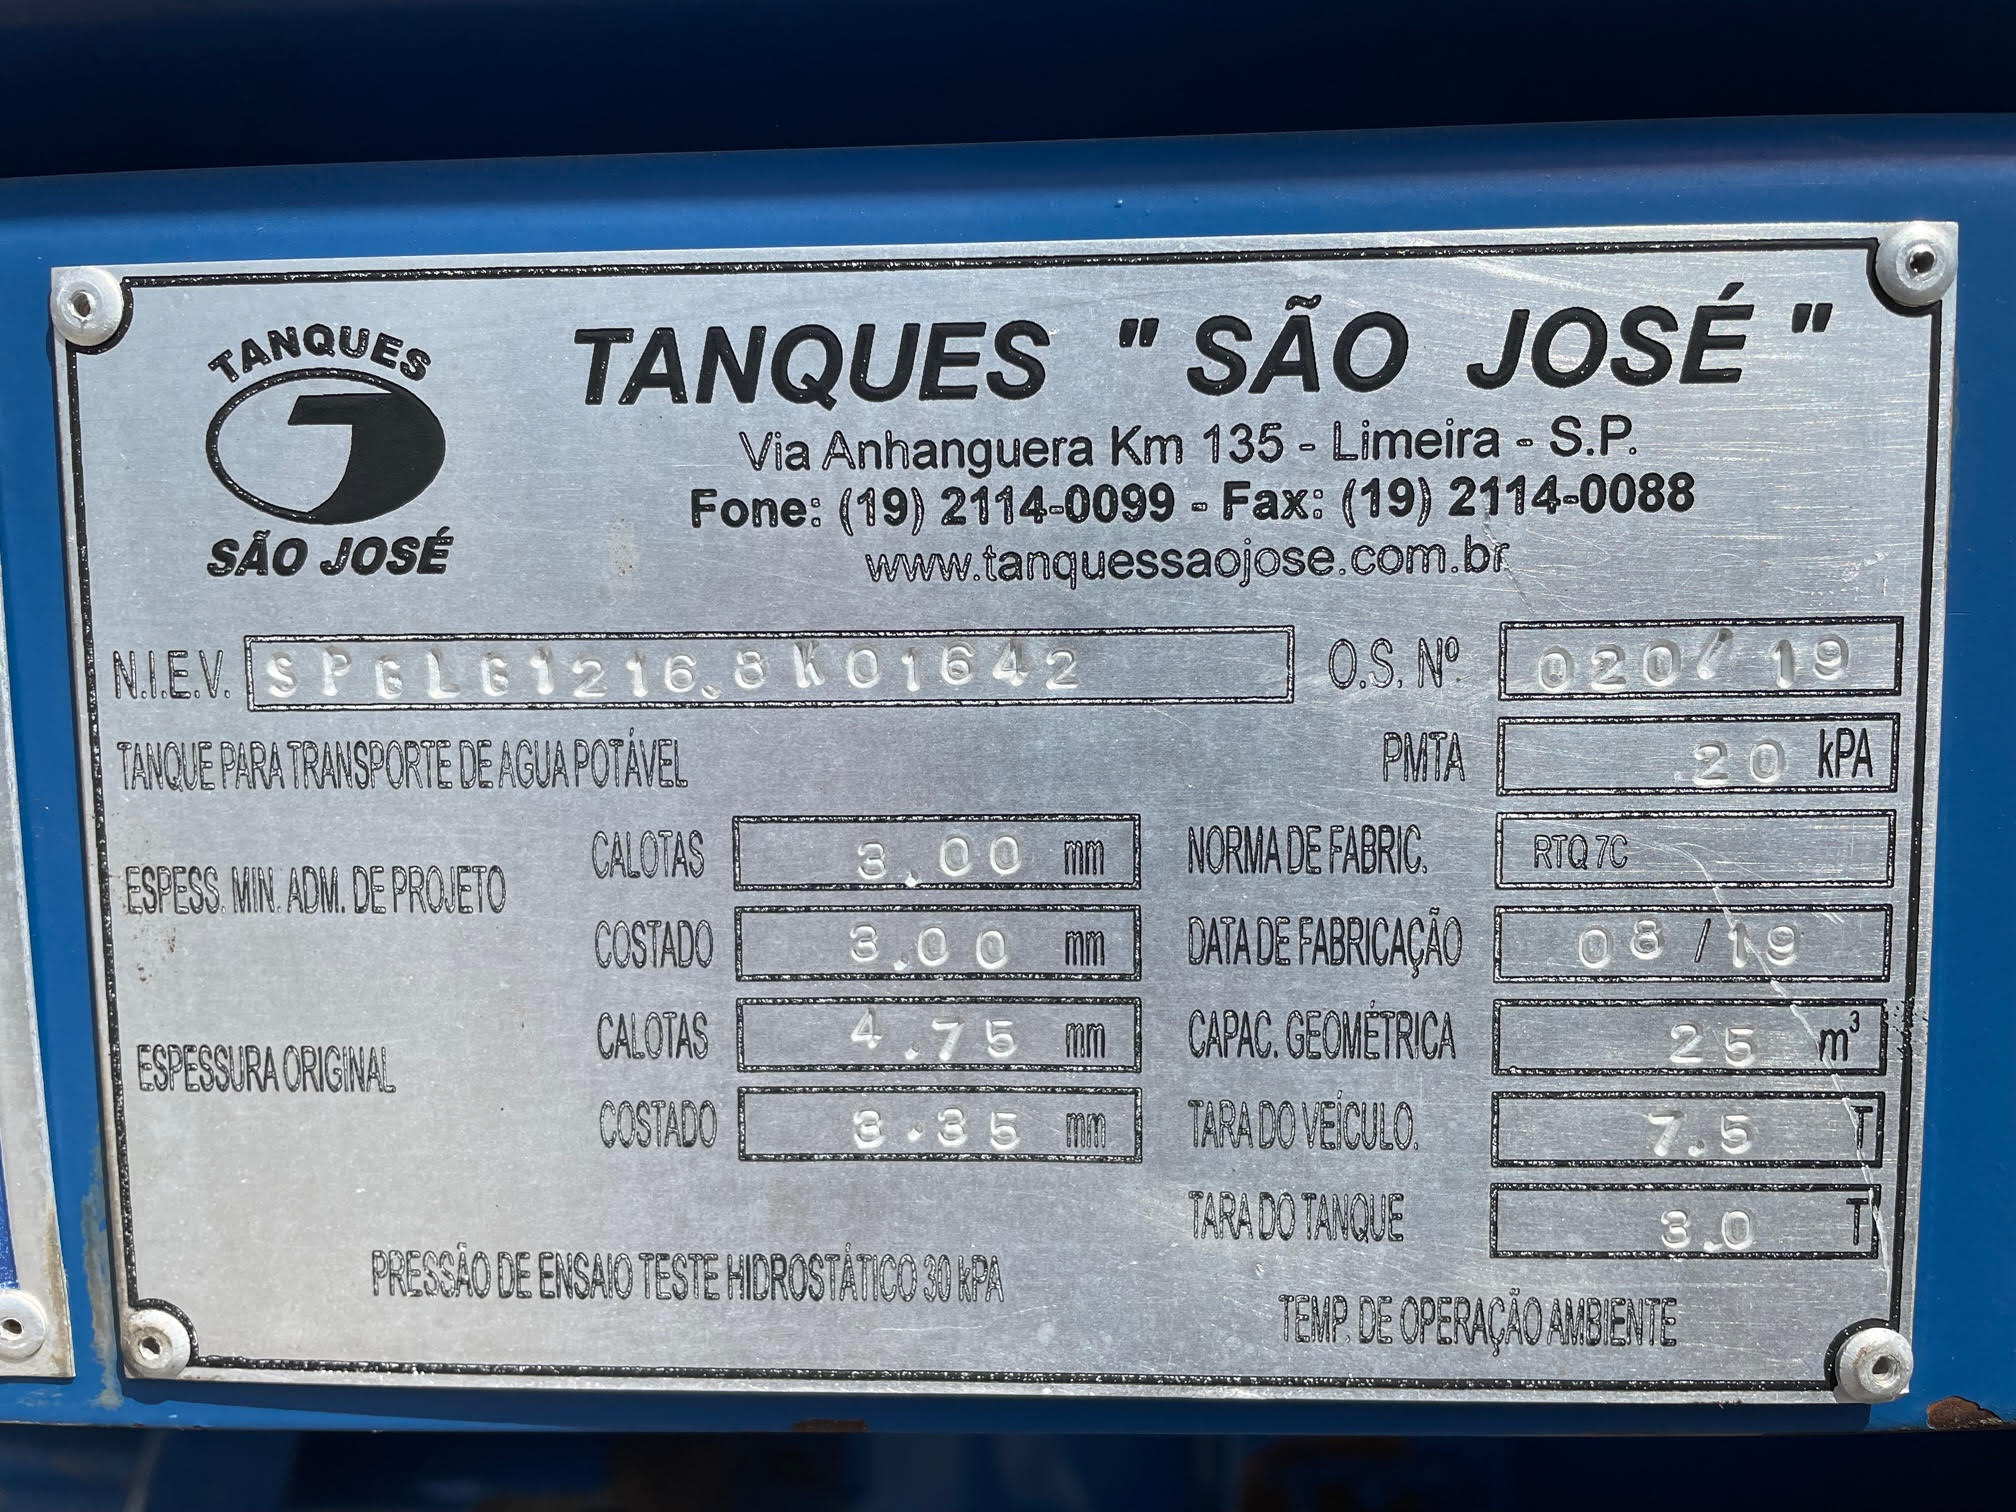 TANQUES
SÃO JOSÉ
TANQUES " SÃO JOSÉ "
Via Anhanguera Km 135 - Limeira - S.P.
Fone: (19) 2114-0099 - Fax: (19) 2114-0088
www.tanquessaojose.com.br
N.I.E.V. SPGLG1216.8K01642 O.S. Nº 020/ 19
TANQUE PARA TRANSPORTE DE AGUA POTÁVEL PMTA 20 kPA
ESPESS. MIN. ADM. DE PROJETO CALOTAS 3,00 mm NORMA DE FABRIC. RTQ 7C
COSTADO 3,00 mm DATA DE FABRICAÇÃO 08 / 19
ESPESSURA ORIGINAL CALOTAS 4.75 mm CAPAC. GEOMÉTRICA 25 m³
COSTADO 3.35 mm TARA DO VEÍCULO. 7.5 T
TARA DO TANQUE 3.0 T
PRESSÃO DE ENSAIO TESTE HIDROSTÁTICO 30 kPA
TEMP. DE OPERAÇÃO AMBIENTE